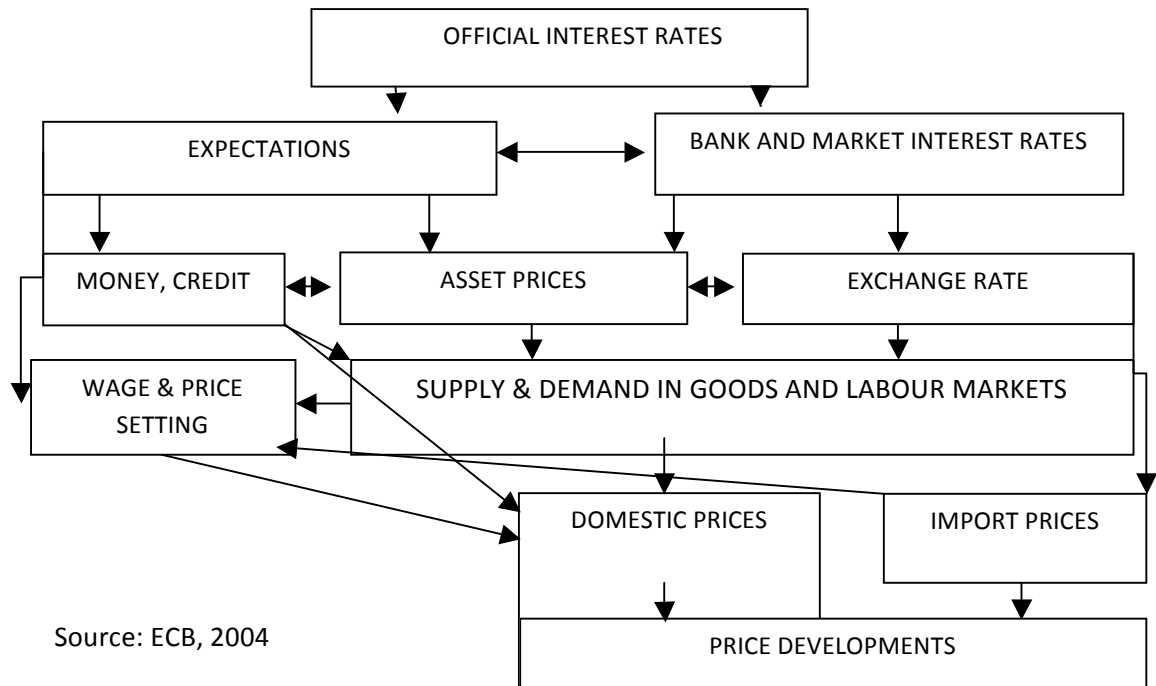 OFFICIAL INTEREST RATES
EXPECTATIONS
BANK AND MARKET INTEREST RATES
MONEY, CREDIT
ASSET PRICES
EXCHANGE RATE
WAGE & PRICE
SETTING
SUPPLY & DEMAND IN GOODS AND LABOUR MARKETS
DOMESTIC PRICES
IMPORT PRICES
Source: ECB, 2004
PRICE DEVELOPMENTS